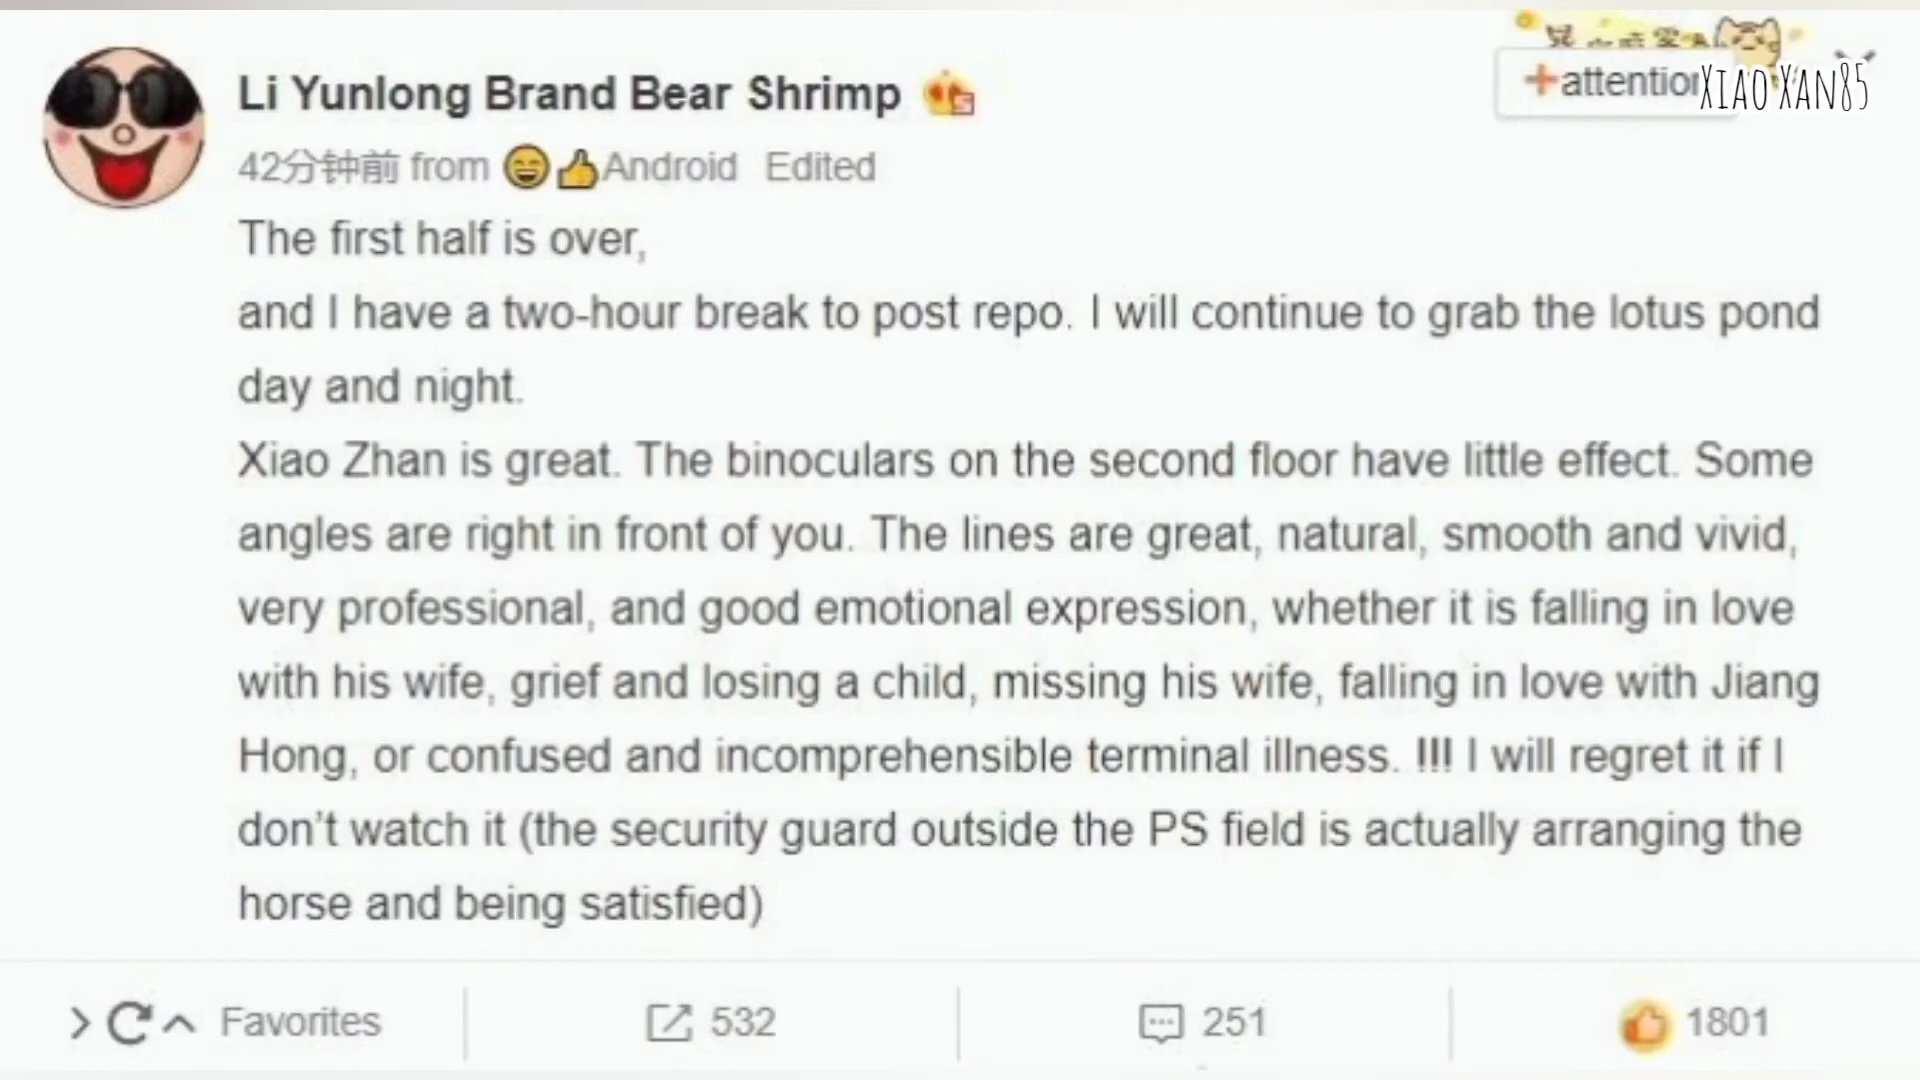 Li Yunlong Brand Bear Shrimp
+attention
XIAO XAN85
42分钟前 from Android Edited
The first half is over,
and I have a two-hour break to post repo. I will continue to grab the lotus pond
day and night.
Xiao Zhan is great. The binoculars on the second floor have little effect. Some
angles are right in front of you. The lines are great, natural, smooth and vivid,
very professional, and good emotional expression, whether it is falling in love
with his wife, grief and losing a child, missing his wife, falling in love with Jiang
Hong, or confused and incomprehensible terminal illness. !!! I will regret it if I
don't watch it (the security guard outside the PS field is actually arranging the
horse and being satisfied)
Favorites 532 251 1801